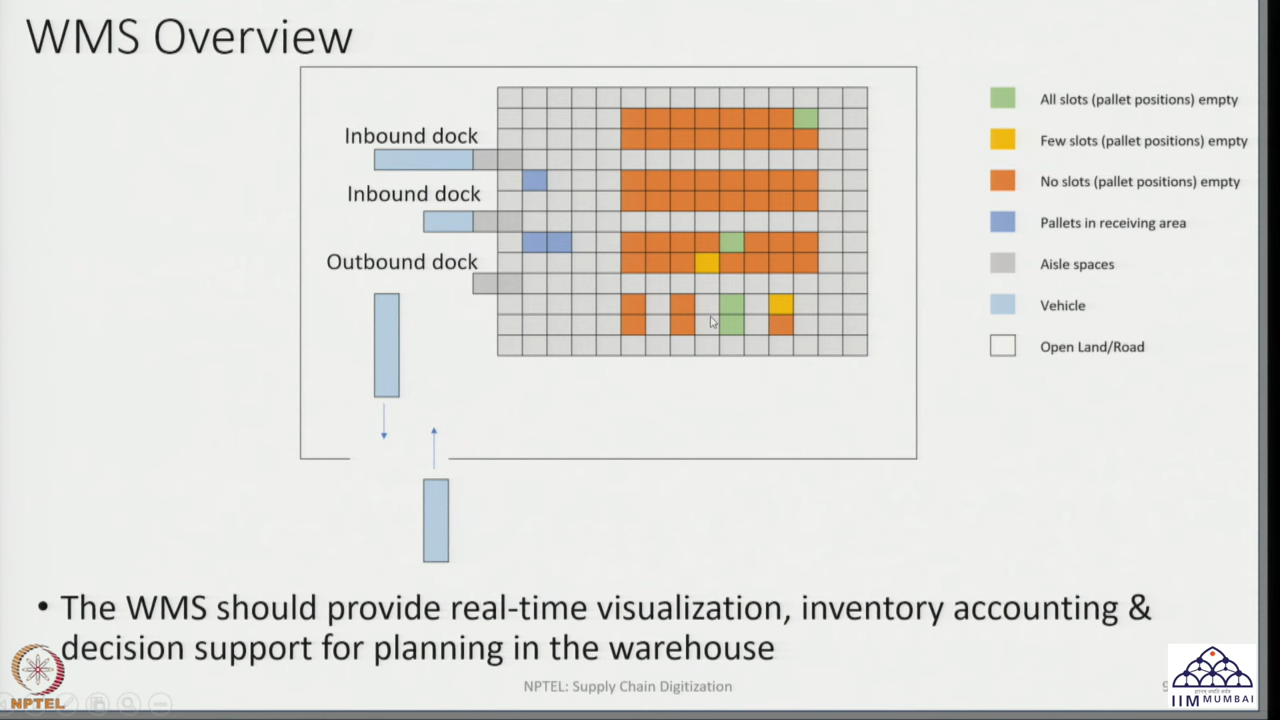 WMS Overview
Inbound dock
Inbound dock
Outbound dock
All slots (pallet positions) empty
Few slots (pallet positions) empty
No slots (pallet positions) empty
Pallets in receiving area
Aisle spaces
Vehicle
Open Land/Road
• The WMS should provide real-time visualization, inventory accounting &
decision support for planning in the warehouse
NPTEL
NPTEL: Supply Chain Digitization
IIM MUMBAI